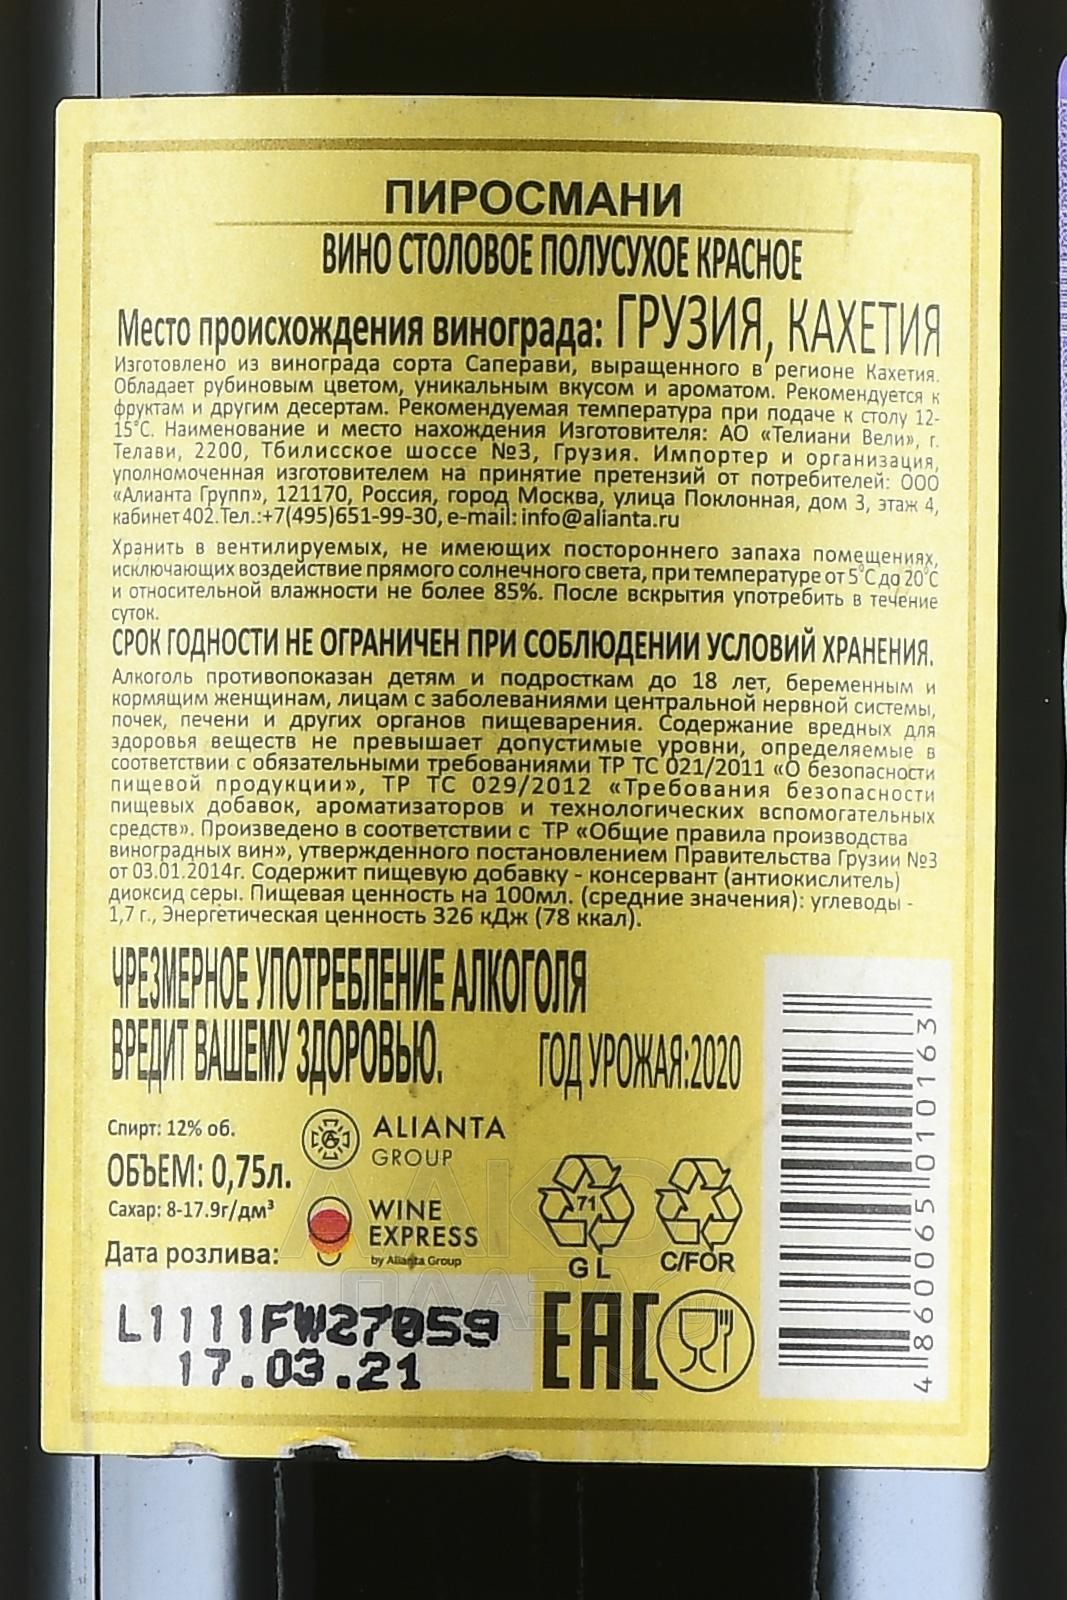 ПИРОСМАНИ
ВИНО СТОЛОВОЕ ПОЛУСУХОЕ КРАСНОЕ
Место происхождения винограда: ГРУЗИЯ, КАХЕТИЯ
Изготовлено из винограда сорта Саперави, выращенного в регионе Кахетия.
Обладает рубиновым цветом, уникальным вкусом и ароматом. Рекомендуется к
фруктам и другим десертам. Рекомендуемая температура при подаче к столу 12-
15°С. Наименование и место нахождения Изготовителя: АО «Телиани Вели», г.
Телави, 2200, Тбилисское шоссе №3, Грузия. Импортер и организация,
уполномоченная изготовителем на принятие претензий от потребителей: ООО
«Алианта Групп», 121170, Россия, город Москва, улица Поклонная, дом 3, этаж 4,
кабинет 402. Тел.:+7(495)651-99-30, e-mail: info@alianta.ru
Хранить в вентилируемых, не имеющих постороннего запаха помещениях,
исключающих воздействие прямого солнечного света, при температуре от 5°С до 20°С
и относительной влажности не более 85%. После вскрытия употребить в течение
суток.
СРОК ГОДНОСТИ НЕ ОГРАНИЧЕН ПРИ СОБЛЮДЕНИИ УСЛОВИЙ ХРАНЕНИЯ.
Алкоголь противопоказан детям и подросткам до 18 лет, беременным и
кормящим женщинам, лицам с заболеваниями центральной нервной системы,
почек, печени и других органов пищеварения. Содержание вредных для
здоровья веществ не превышает допустимые уровни, определяемые в
соответствии с обязательными требованиями ТР ТС 021/2011 «О безопасности
пищевой продукции», ТР ТС 029/2012 «Требования безопасности
пищевых добавок, ароматизаторов и технологических вспомогательных
средств». Произведено в соответствии с ТР «Общие правила производства
виноградных вин», утвержденного постановлением Правительства Грузии №3
от 03.01.2014г. Содержит пищевую добавку - консервант (антиокислитель)
диоксид серы. Пищевая ценность на 100мл. (средние значения): углеводы -
1,7 г., Энергетическая ценность 326 кДж (78 ккал).
ЧРЕЗМЕРНОЕ УПОТРЕБЛЕНИЕ АЛКОГОЛЯ
ВРЕДИТ ВАШЕМУ ЗДОРОВЬЮ.
ГОД УРОЖАЯ:2020
Спирт: 12% об.
ОБЪЕМ: 0,75л.
Сахар: 8-17.9г/дм³
Дата розлива:
ALIANTA
GROUP
WINE
EXPRESS
by Alianta Group
71
GL
C/FOR
L1111FW27059
17.03.21
EAC
4860065010163
АЛКО
ПЛАЗА